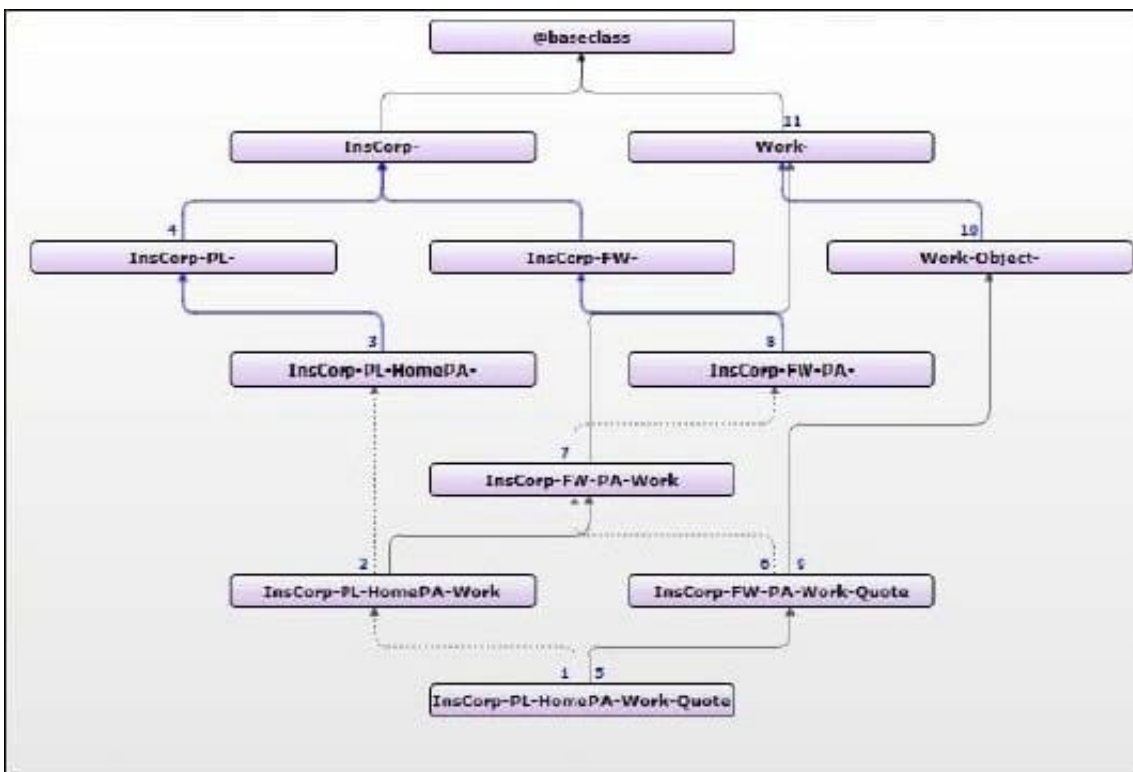 @baseclass
11
InsCorp-
Work-
4
10
InsCorp-PL-
InsCorp-FW-
Work-Object-
3
8
InsCorp-PL-HomePA-
InsCorp-FW-PA-
7
InsCorp-FW-PA-Work
2
6 9
InsCorp-PL-HomePA-Work
InsCorp-FW-PA-Work-Quote
1 5
InsCorp-PL-HomePA-Work-Quote